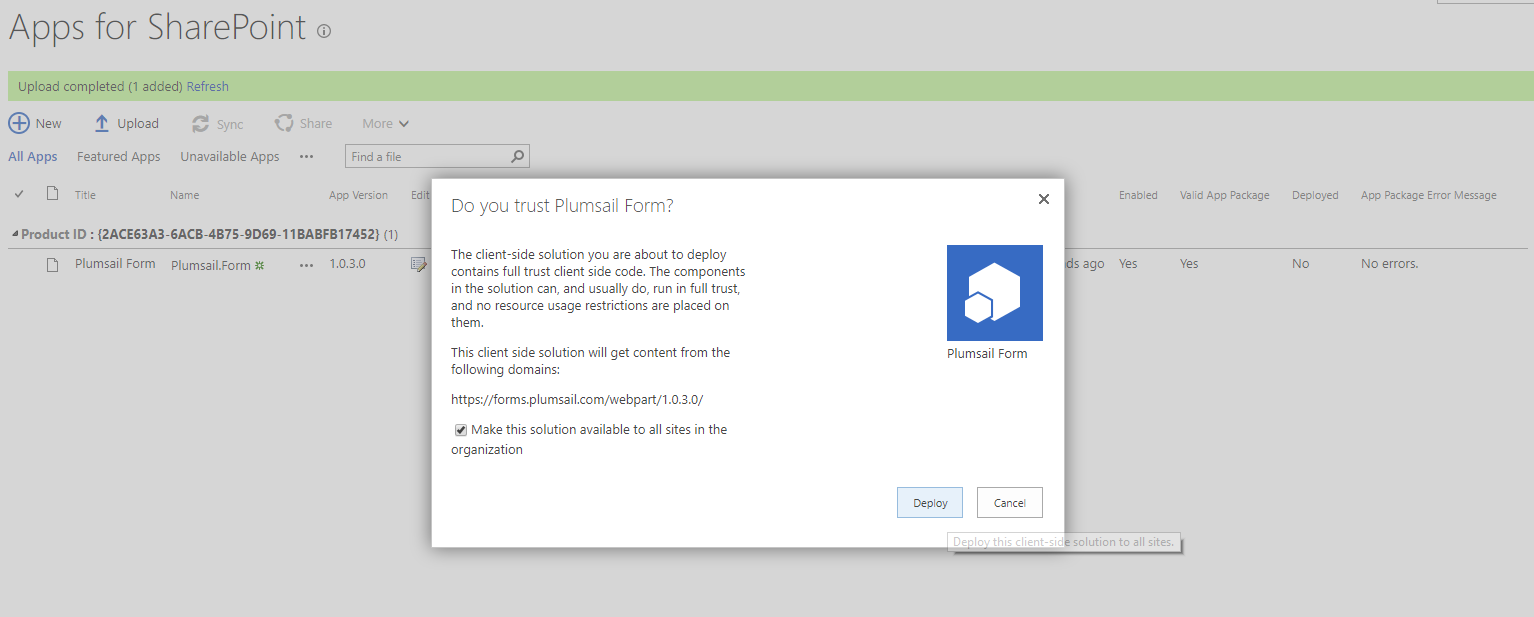 Apps for SharePoint
Upload completed (1 added) Refresh
New Upload Sync Share More
All Apps Featured Apps Unavailable Apps ••• Find a file
Title Name App Version Edit Enabled Valid App Package Deployed App Package Error Message
Product ID : {2ACE63A3-6ACB-4B75-9D69-11BABFB17452} (1)
Plumsail Form Plumsail.Form ••• 1.0.3.0 ago Yes Yes No No errors.
Do you trust Plumsail Form?
The client-side solution you are about to deploy
contains full trust client side code. The components
in the solution can, and usually do, run in full trust,
and no resource usage restrictions are placed on
them.
This client side solution will get content from the
following domains:
https://forms.plumsail.com/webpart/1.0.3.0/
Make this solution available to all sites in the
organization
Plumsail Form
Deploy Cancel
Deploy this client-side solution to all sites.